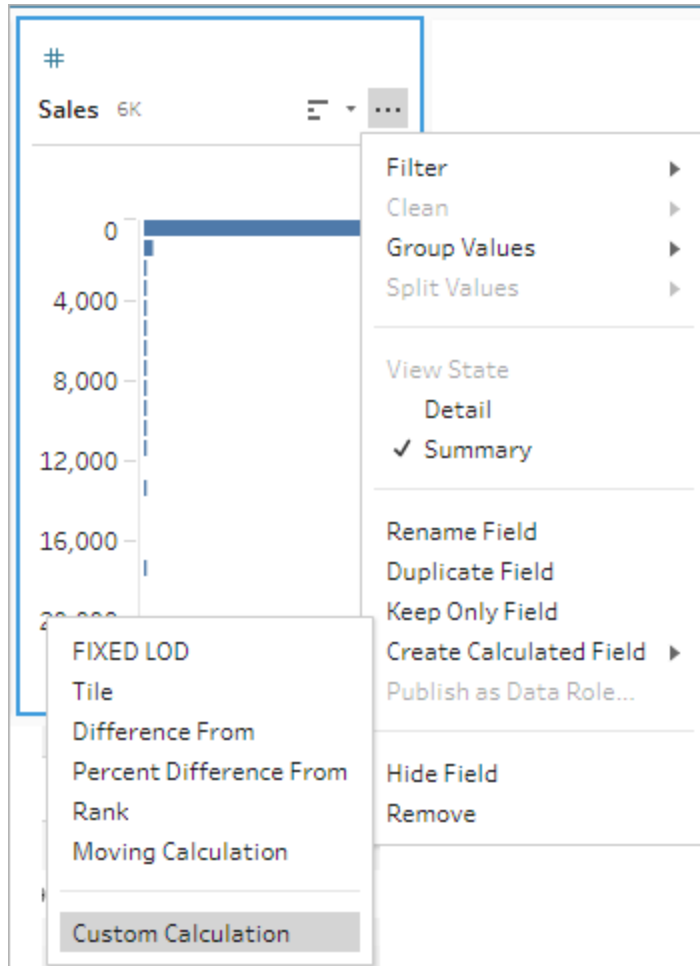 #
Sales 6K
...
Filter
Clean
Group Values
Split Values
View State
Detail
✓ Summary
Rename Field
Duplicate Field
Keep Only Field
Create Calculated Field
Publish as Data Role...
Hide Field
Remove
0
4,000
8,000
12,000
16,000
FIXED LOD
Tile
Difference From
Percent Difference From
Rank
Moving Calculation
Custom Calculation